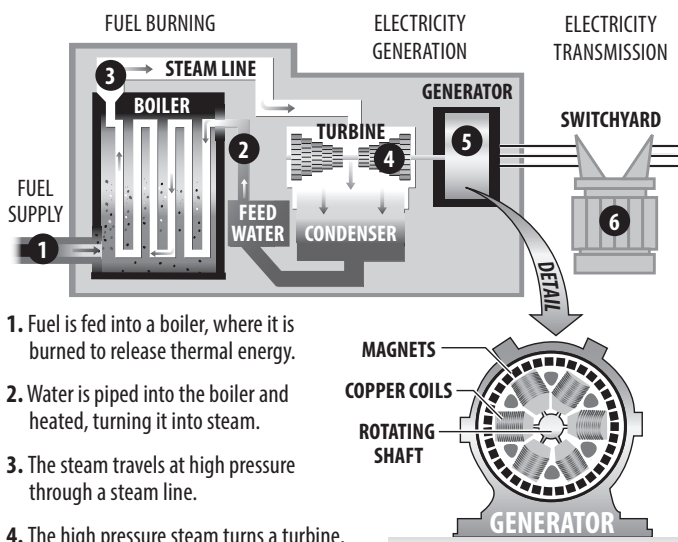 FUEL BURNING
ELECTRICITY
GENERATION
ELECTRICITY
TRANSMISSION
3
STEAM LINE
BOILER
GENERATOR
TURBINE
SWITCHYARD
2
4
5
6
FUEL
SUPPLY
1
FEED
WATER
CONDENSER
DETAIL
1. Fuel is fed into a boiler, where it is
burned to release thermal energy.
2. Water is piped into the boiler and
heated, turning it into steam.
3. The steam travels at high pressure
through a steam line.
4. The high pressure steam turns a turbine,
MAGNETS
COPPER COILS
ROTATING
SHAFT
GENERATOR